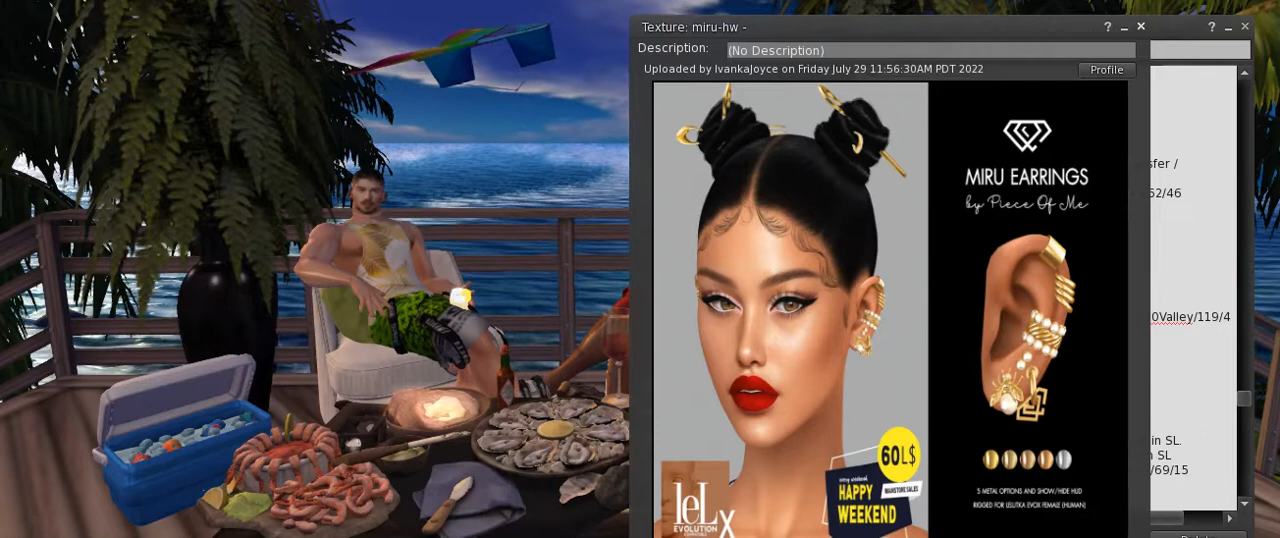 Texture: miru-hw -
Description:
(No Description)
Uploaded by IvankaJoyce on Friday July 29 11:56:30AM PDT 2022
Profile
MIRU EARRINGS
by Piece Of Me
60L$
HAPPY
WEEKEND
MAINSTORE SALES
5 METAL OPTIONS AND SHOW/HIDE HUD
RIGGED FOR LELUTKA EVOX FEMALE (HUMAN)
leL
EVOLUTION
X
sfer /
62/46
0Valley/119/4
in SL.
n SL
/69/15